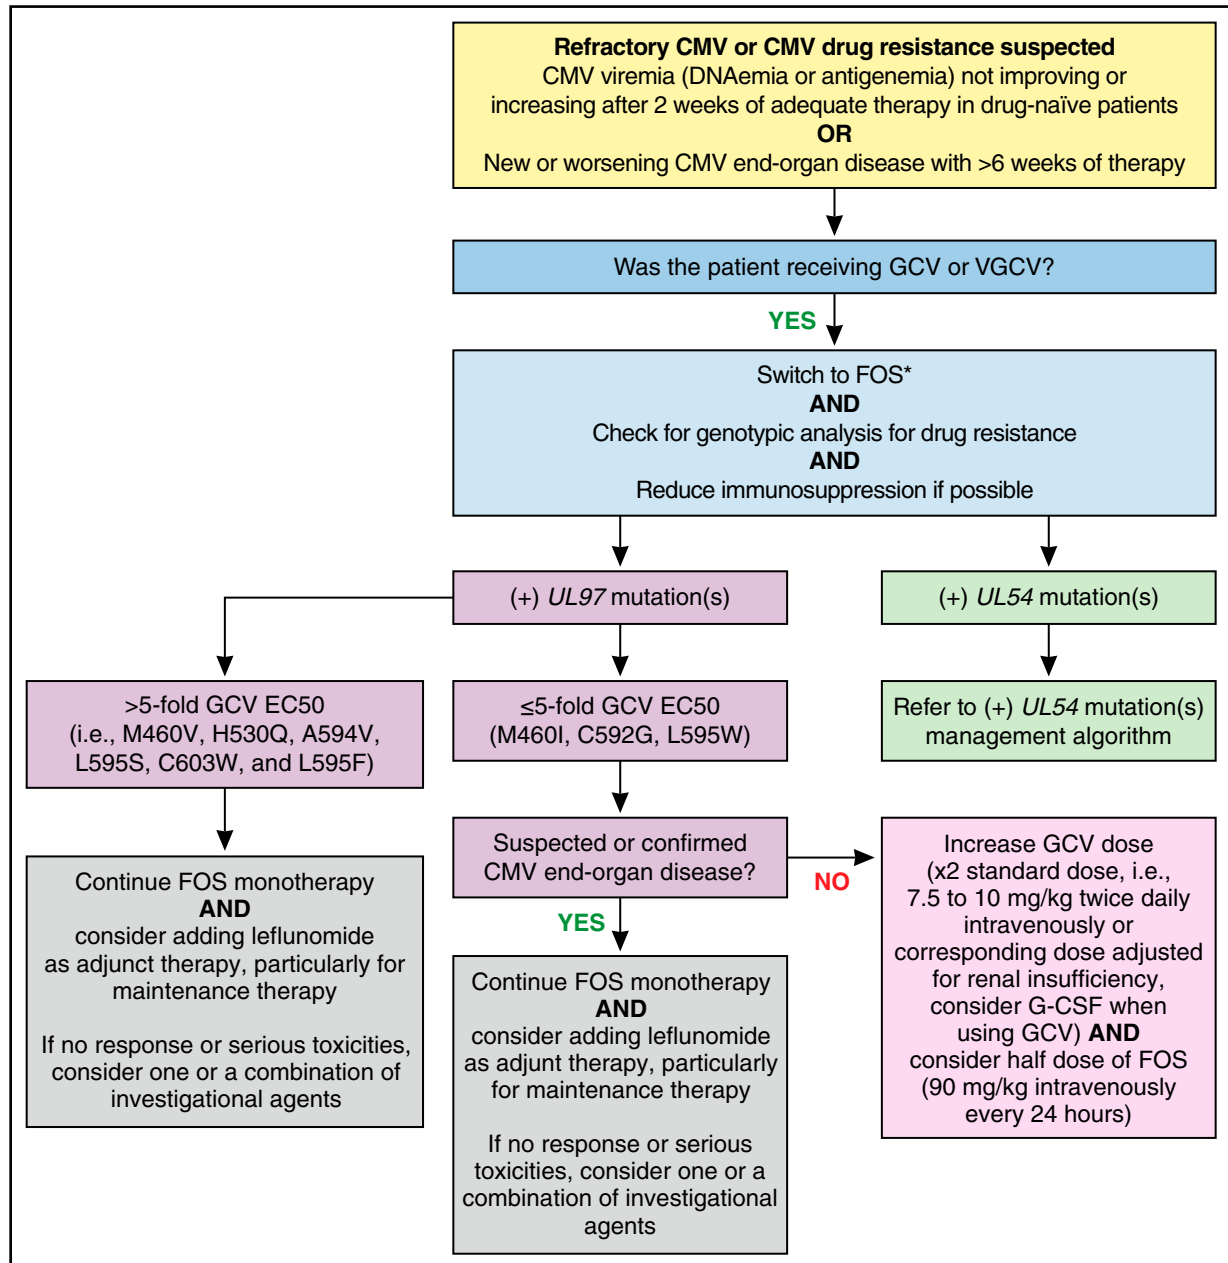 Refractory CMV or CMV drug resistance suspected
CMV viremia (DNAemia or antigenemia) not improving or
increasing after 2 weeks of adequate therapy in drug-naïve patients
OR
New or worsening CMV end-organ disease with >6 weeks of therapy
Was the patient receiving GCV or VGCV?
YES
Switch to FOS*
AND
Check for genotypic analysis for drug resistance
AND
Reduce immunosuppression if possible
(+) UL97 mutation(s)
(+) UL54 mutation(s)
>5-fold GCV EC50
(i.e., M460V, H530Q, A594V,
L595S, C603W, and L595F)
≤5-fold GCV EC50
(M460I, C592G, L595W)
Refer to (+) UL54 mutation(s)
management algorithm
Continue FOS monotherapy
AND
consider adding leflunomide
as adjunct therapy, particularly for
maintenance therapy
If no response or serious toxicities,
consider one or a combination of
investigational agents
Suspected or confirmed
CMV end-organ disease?
NO
YES
Increase GCV dose
(x2 standard dose, i.e.,
7.5 to 10 mg/kg twice daily
intravenously or
corresponding dose adjusted
for renal insufficiency,
consider G-CSF when
using GCV) AND
consider half dose of FOS
(90 mg/kg intravenously
every 24 hours)
Continue FOS monotherapy
AND
consider adding leflunomide
as adjunt therapy, particularly
for maintenance therapy
If no response or serious
toxicities, consider one or a
combination of investigational
agents